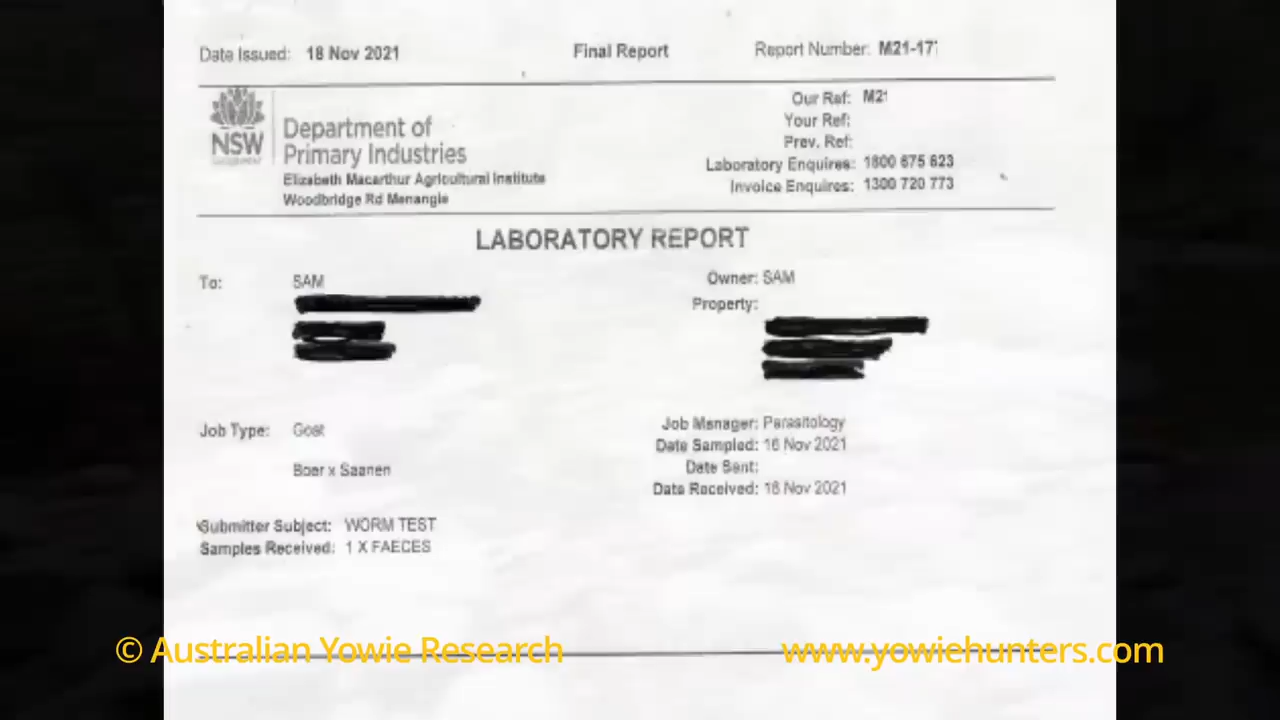 Date Issued: 18 Nov 2021 Final Report Report Number: M21-17
NSW
GOVERNMENT
Department of
Primary Industries
Elizabeth Macarthur Agricultural Institute
Woodbridge Rd Menangle
Our Ref: M21
Your Ref:
Prev. Ref:
Laboratory Enquires: 1800 675 623
Invoice Enquires: 1300 720 773
LABORATORY REPORT
To: SAM
Owner: SAM
Property:
Job Type: Goat
Boer x Saanen
Job Manager: Parasitology
Date Sampled: 16 Nov 2021
Date Sent:
Date Received: 16 Nov 2021
Submitter Subject: WORM TEST
Samples Received: 1 X FAECES
© Australian Yowie Research www.yowiehunters.com